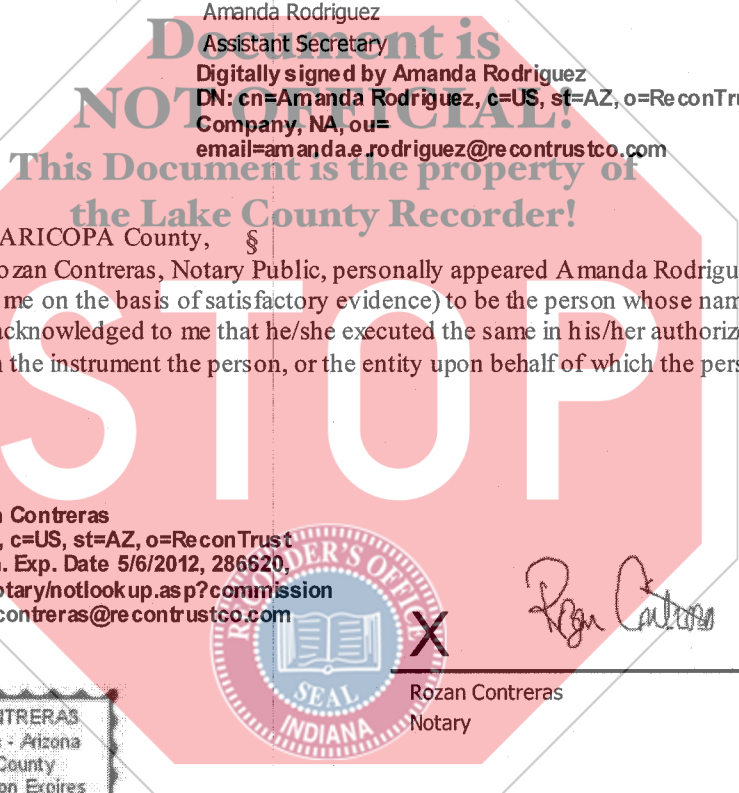 Amanda Rodriguez
Assistant Secretary
Document is
Digitally signed by Amanda Rodriguez
NOT OFFICIAL!
DN: cn=Amanda Rodriguez, c=US, st=AZ, o=ReconTru
Company, NA, ou=
email=amanda.e.rodriguez@recontrustco.com
This Document is the property of
the Lake County Recorder!
ARICOPA County, §
ozan Contreras, Notary Public, personally appeared Amanda Rodrigu
me on the basis of satisfactory evidence) to be the person whose nam
acknowledged to me that he/she executed the same in his/her authoriz
n the instrument the person, or the entity upon behalf of which the pers
STOP
n Contreras
, c=US, st=AZ, o=ReconTrust
. Exp. Date 5/6/2012, 286620,
otary/notlookup.asp?commission
contreras@recontrustco.com
RECORDER'S OFFICE
SEAL
INDIANA
X
Rozan Contreras
Rozan Contreras
Notary
NTRERAS
- Arizona
County
on Expires